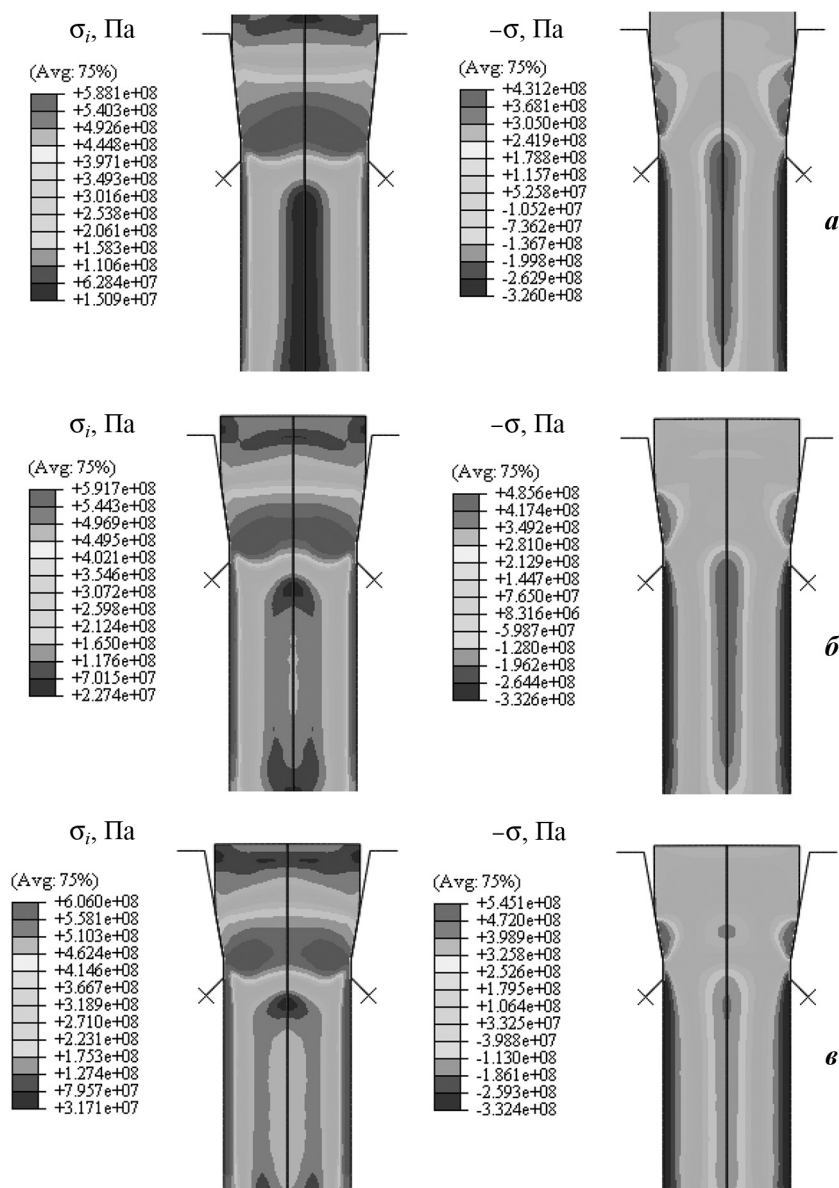 σi, Па
(Avg: 75%)
+5.881e+08
+5.403e+08
+4.926e+08
+4.448e+08
+3.971e+08
+3.493e+08
+3.016e+08
+2.538e+08
+2.061e+08
+1.583e+08
+1.106e+08
+6.284e+07
+1.509e+07
−σ, Па
(Avg: 75%)
+4.312e+08
+3.681e+08
+3.050e+08
+2.419e+08
+1.788e+08
+1.157e+08
+5.258e+07
-1.052e+07
-7.362e+07
-1.367e+08
-1.998e+08
-2.629e+08
-3.260e+08
а
σi, Па
(Avg: 75%)
+5.917e+08
+5.443e+08
+4.969e+08
+4.495e+08
+4.021e+08
+3.546e+08
+3.072e+08
+2.598e+08
+2.124e+08
+1.650e+08
+1.176e+08
+7.015e+07
+2.274e+07
−σ, Па
(Avg: 75%)
+4.856e+08
+4.174e+08
+3.492e+08
+2.810e+08
+2.129e+08
+1.447e+08
+7.650e+07
+8.316e+06
-5.987e+07
-1.280e+08
-1.962e+08
-2.644e+08
-3.326e+08
б
σi, Па
(Avg: 75%)
+6.060e+08
+5.581e+08
+5.103e+08
+4.624e+08
+4.146e+08
+3.667e+08
+3.189e+08
+2.710e+08
+2.231e+08
+1.753e+08
+1.274e+08
+7.957e+07
+3.171e+07
−σ, Па
(Avg: 75%)
+5.451e+08
+4.720e+08
+3.989e+08
+3.258e+08
+2.526e+08
+1.795e+08
+1.064e+08
+3.325e+07
-3.988e+07
-1.130e+08
-1.861e+08
-2.593e+08
-3.324e+08
в